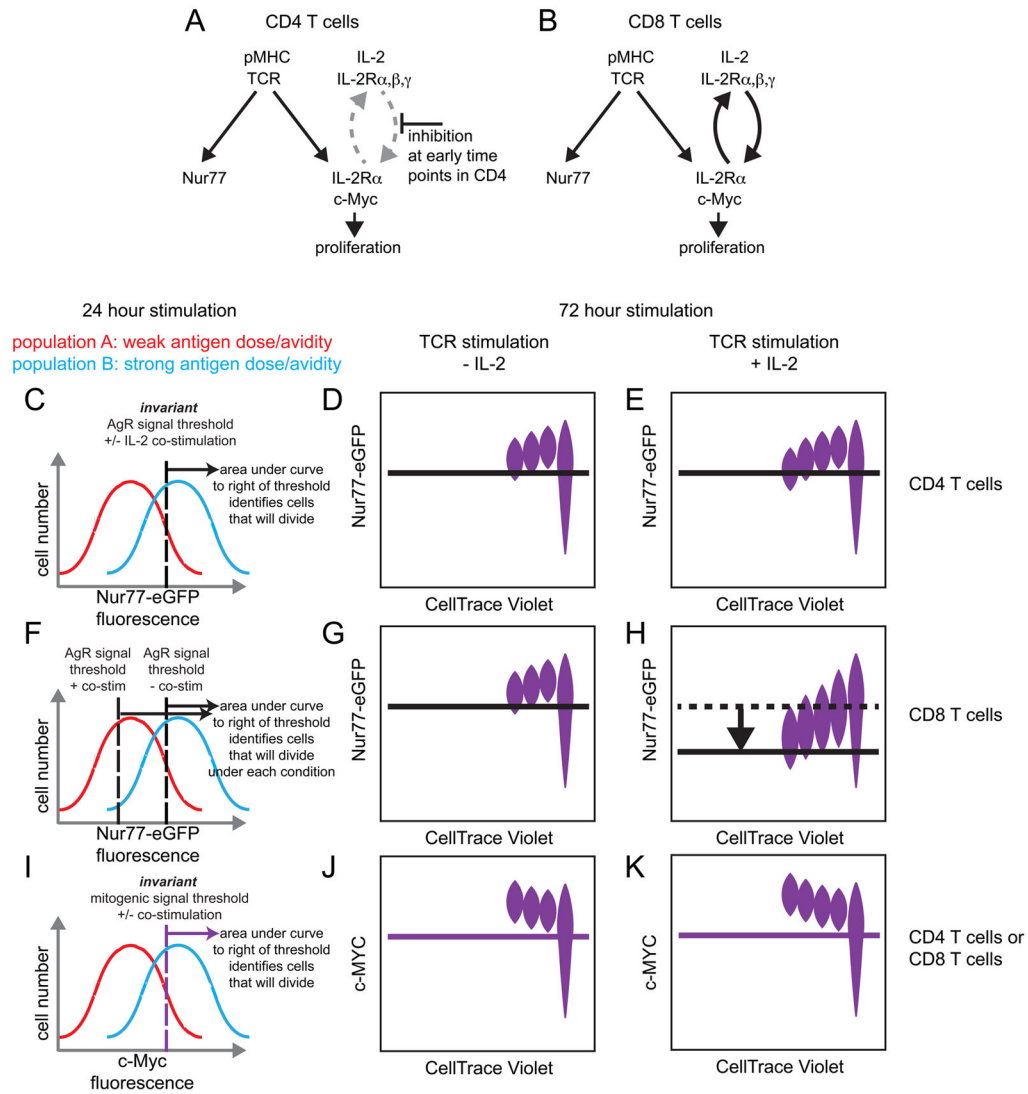 A
CD4 T cells
pMHC
TCR
IL-2
IL-2Rα,β,γ
inhibition
at early time
points in CD4
Nur77
IL-2Rα
c-Myc
proliferation
B
CD8 T cells
pMHC
TCR
IL-2
IL-2Rα,β,γ
Nur77
IL-2Rα
c-Myc
proliferation
24 hour stimulation
population A: weak antigen dose/avidity
population B: strong antigen dose/avidity
72 hour stimulation
TCR stimulation
- IL-2
TCR stimulation
+ IL-2
C
invariant
AgR signal threshold
+/- IL-2 co-stimulation
area under curve
to right of threshold
identifies cells
that will divide
cell number
Nur77-eGFP
fluorescence
D
Nur77-eGFP
CellTrace Violet
E
Nur77-eGFP
CellTrace Violet
CD4 T cells
F
AgR signal
threshold
+ co-stim
AgR signal
threshold
- co-stim
area under curve
to right of threshold
identifies cells
that will divide
under each condition
cell number
Nur77-eGFP
fluorescence
G
Nur77-eGFP
CellTrace Violet
H
Nur77-eGFP
CellTrace Violet
CD8 T cells
I
invariant
mitogenic signal threshold
+/- co-stimulation
area under curve
to right of threshold
identifies cells
that will divide
cell number
c-Myc
fluorescence
J
c-MYC
CellTrace Violet
K
c-MYC
CellTrace Violet
CD4 T cells or
CD8 T cells